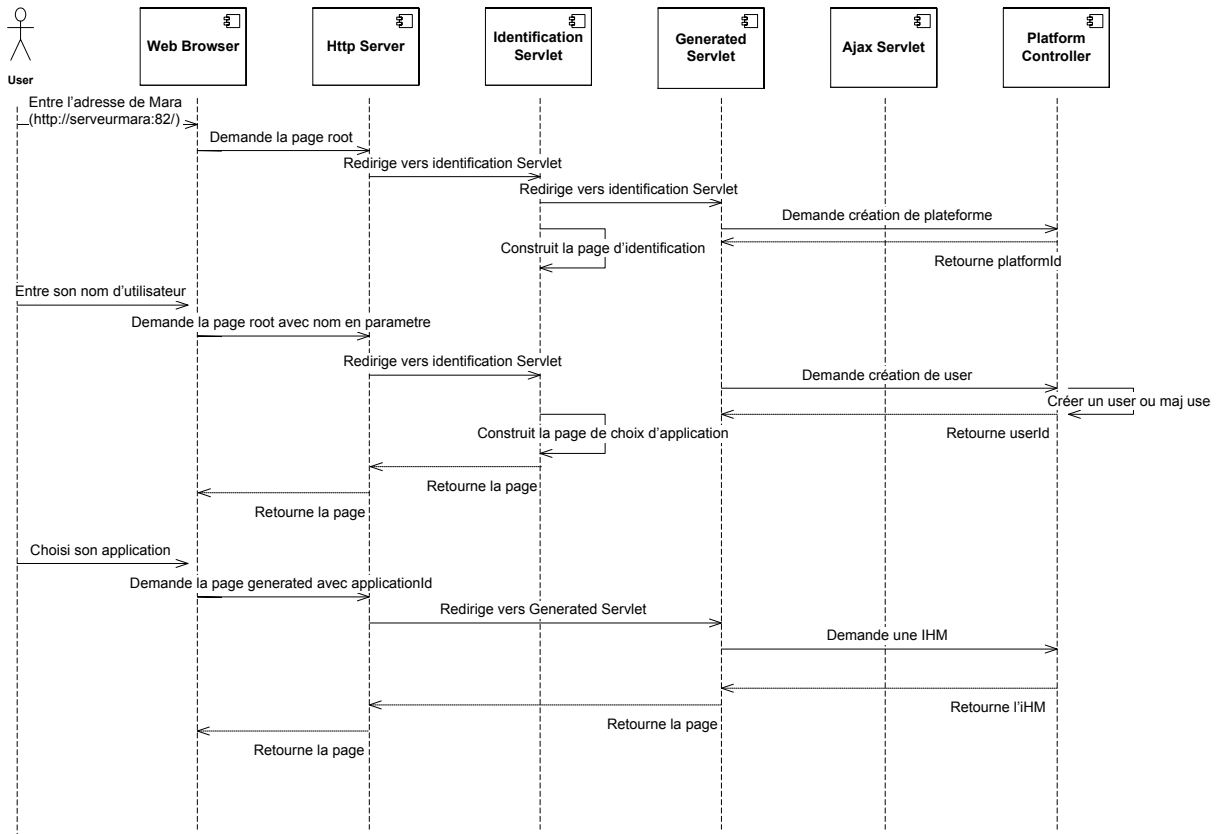 User
Web Browser
Http Server
Identification
Servlet
Generated
Servlet
Ajax Servlet
Platform
Controller
Entre l'adresse de Mara
(http://serveurmara:82/)
Demande la page root
Redirige vers identification Servlet
Redirige vers identification Servlet
Demande création de plateforme
Construit la page d'identification
Retourne platformId
Entre son nom d'utilisateur
Demande la page root avec nom en parametre
Redirige vers identification Servlet
Demande création de user
Créer un user ou maj use
Construit la page de choix d'application
Retourne userId
Retourne la page
Retourne la page
Choisi son application
Demande la page generated avec applicationId
Redirige vers Generated Servlet
Demande une IHM
Retourne l'iHM
Retourne la page
Retourne la page